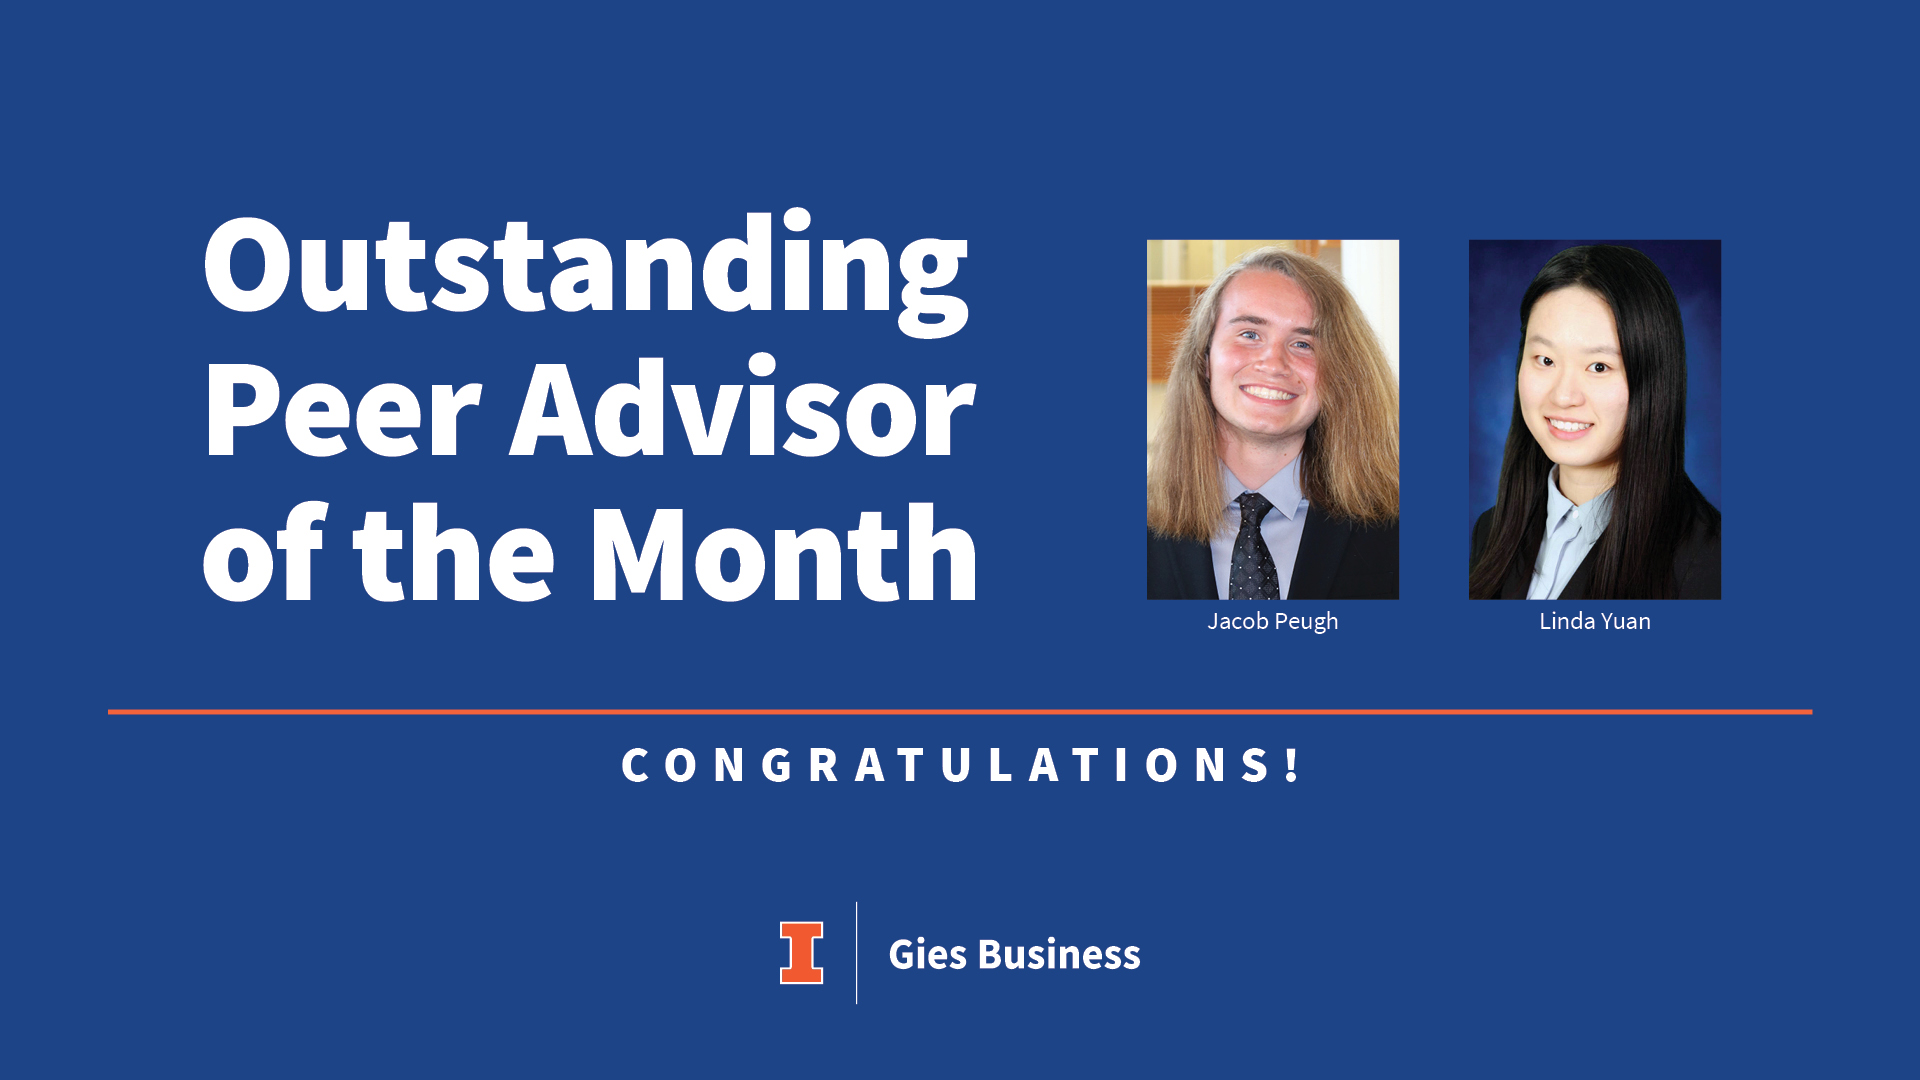 Outstanding
Peer Advisor
of the Month
Jacob Peugh
Linda Yuan
CONGRATULATIONS!
I
Gies Business